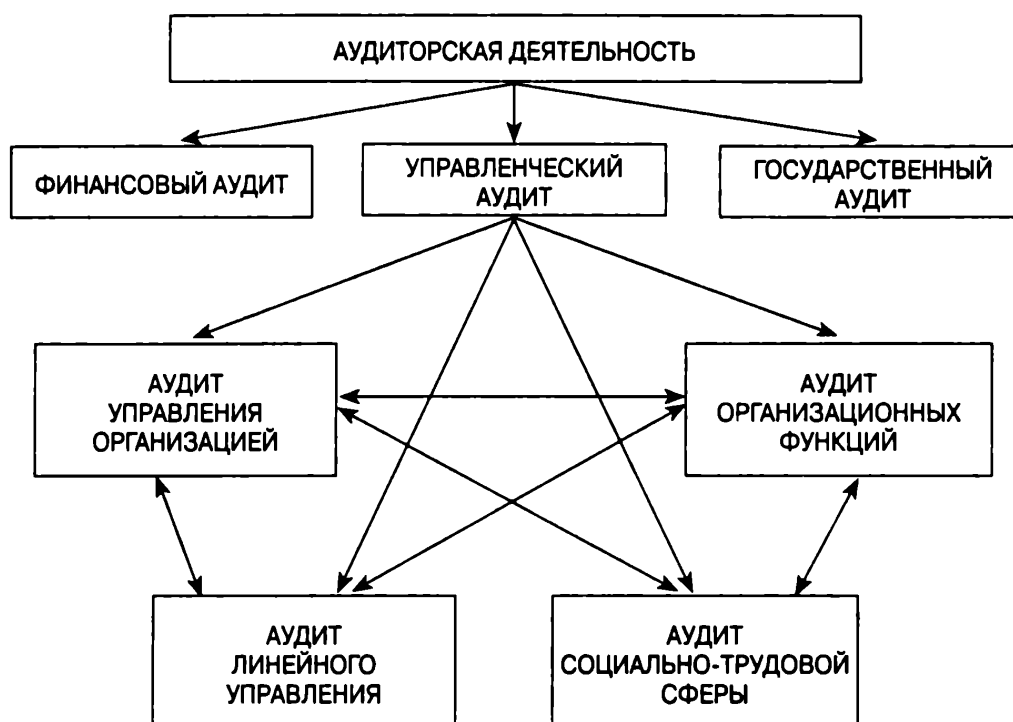 АУДИТОРСКАЯ ДЕЯТЕЛЬНОСТЬ
ФИНАНСОВЫЙ АУДИТ
УПРАВЛЕНЧЕСКИЙ
АУДИТ
ГОСУДАРСТВЕННЫЙ
АУДИТ
АУДИТ
УПРАВЛЕНИЯ
ОРГАНИЗАЦИЕЙ
АУДИТ
ОРГАНИЗАЦИОННЫХ
ФУНКЦИЙ
АУДИТ
ЛИНЕЙНОГО
УПРАВЛЕНИЯ
АУДИТ
СОЦИАЛЬНО-ТРУДОВОЙ
СФЕРЫ